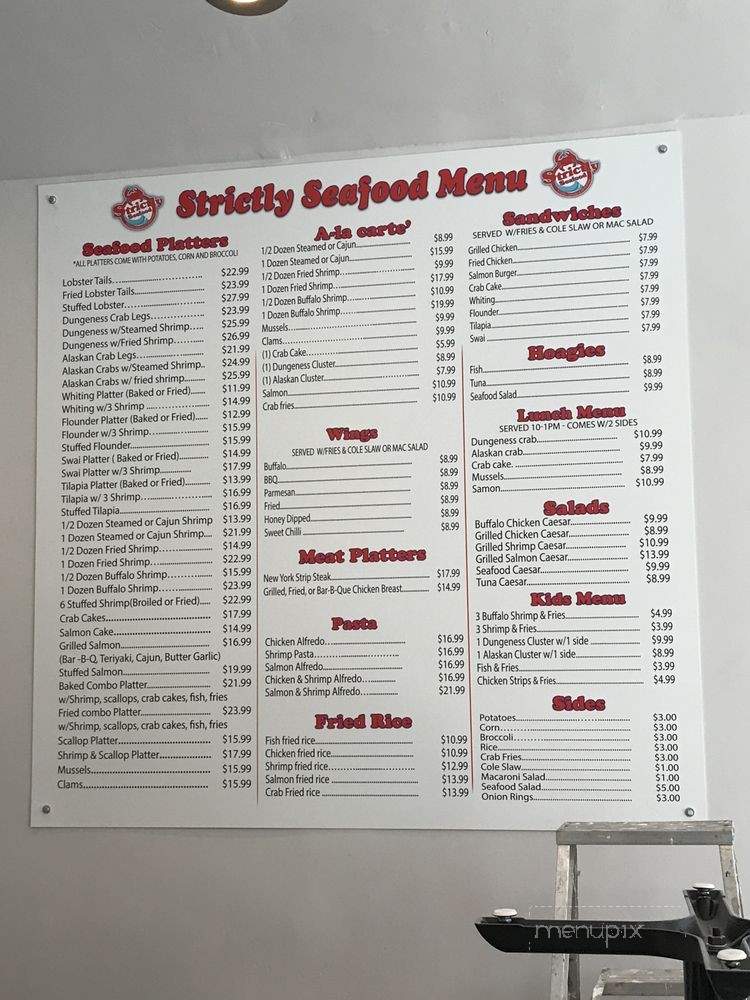 Strictly Seafood Menu
Strictly Seafood
Strictly Seafood
Seafood Platters
*ALL PLATTERS COME WITH POTATOES, CORN AND BROCCOLI
Lobster Tails $22.99
Fried Lobster Tails $23.99
Stuffed Lobster $27.99
Dungeness Crab Legs $23.99
Dungeness w/Steamed Shrimp $25.99
Dungeness w/Fried Shrimp $26.99
Alaskan Crab Legs $21.99
Alaskan Crabs w/Steamed Shrimp $24.99
Alaskan Crabs w/ fried shrimp $25.99
Whiting Platter (Baked or Fried) $11.99
Whiting w/3 Shrimp $14.99
Flounder Platter (Baked or Fried) $12.99
Flounder w/3 Shrimp $15.99
Stuffed Flounder $15.99
Swai Platter ( Baked or Fried) $14.99
Swai Platter w/3 Shrimp $17.99
Tilapia Platter (Baked or Fried) $13.99
Tilapia w/ 3 Shrimp $16.99
Stuffed Tilapia $16.99
1/2 Dozen Steamed or Cajun Shrimp $13.99
1 Dozen Steamed or Cajun Shrimp $21.99
1/2 Dozen Fried Shrimp $14.99
1 Dozen Fried Shrimp $22.99
1/2 Dozen Buffalo Shrimp $15.99
1 Dozen Buffalo Shrimp $23.99
6 Stuffed Shrimp(Broiled or Fried) $22.99
Crab Cakes $17.99
Salmon Cake $14.99
Grilled Salmon $16.99
(Bar -B-Q, Teriyaki, Cajun, Butter Garlic)
Stuffed Salmon $19.99
Baked Combo Platter $21.99
w/Shrimp, scallops, crab cakes, fish, fries
Fried combo Platter $23.99
w/Shrimp, scallops, crab cakes, fish, fries
Scallop Platter $15.99
Shrimp & Scallop Platter $17.99
Mussels $15.99
Clams $15.99
A-la carte'
1/2 Dozen Steamed or Cajun $8.99
1 Dozen Steamed or Cajun $15.99
1/2 Dozen Fried Shrimp $9.99
1 Dozen Fried Shrimp $17.99
1/2 Dozen Buffalo Shrimp $10.99
1 Dozen Buffalo Shrimp $19.99
Mussels $9.99
Clams $9.99
(1) Crab Cake $5.99
(1) Dungeness Cluster $8.99
(1) Alaskan Cluster $7.99
Salmon $10.99
Crab fries $10.99
Wings
SERVED W/FRIES & COLE SLAW OR MAC SALAD
Buffalo $8.99
BBQ $8.99
Parmesan $8.99
Fried $8.99
Honey Dipped $8.99
Sweet Chilli $8.99
Meat Platters
New York Strip Steak $17.99
Grilled, Fried, or Bar-B-Que Chicken Breast $14.99
Pasta
Chicken Alfredo $16.99
Shrimp Pasta $16.99
Salmon Alfredo $16.99
Chicken & Shrimp Alfredo $16.99
Salmon & Shrimp Alfredo $21.99
Fried Rice
Fish fried rice $10.99
Chicken fried rice $10.99
Shrimp fried rice $12.99
Salmon fried rice $13.99
Crab Fried rice $13.99
Sandwiches
SERVED W/FRIES & COLE SLAW OR MAC SALAD
Grilled Chicken $7.99
Fried Chicken $7.99
Salmon Burger $7.99
Crab Cake $7.99
Whiting $7.99
Flounder $7.99
Tilapia $7.99
Swai $7.99
Hoagies
Fish $8.99
Tuna $8.99
Seafood Salad $9.99
Lunch Menu
SERVED 10-1PM - COMES W/2 SIDES
Dungeness crab $10.99
Alaskan crab $9.99
Crab cake. $7.99
Mussels $8.99
Samon $10.99
Salads
Buffalo Chicken Caesar $9.99
Grilled Chicken Caesar $8.99
Grilled Shrimp Caesar $10.99
Grilled Salmon Caesar $13.99
Seafood Caesar $9.99
Tuna Caesar $8.99
Kids Menu
3 Buffalo Shrimp & Fries $4.99
3 Shrimp & Fries $3.99
1 Dungeness Cluster w/1 side $9.99
1 Alaskan Cluster w/1 side $8.99
Fish & Fries $3.99
Chicken Strips & Fries $4.99
Sides
Potatoes $3.00
Corn $3.00
Broccoli $3.00
Rice $3.00
Crab Fries $3.00
Cole Slaw $1.00
Macaroni Salad $1.00
Seafood Salad $5.00
Onion Rings $3.00
menupix